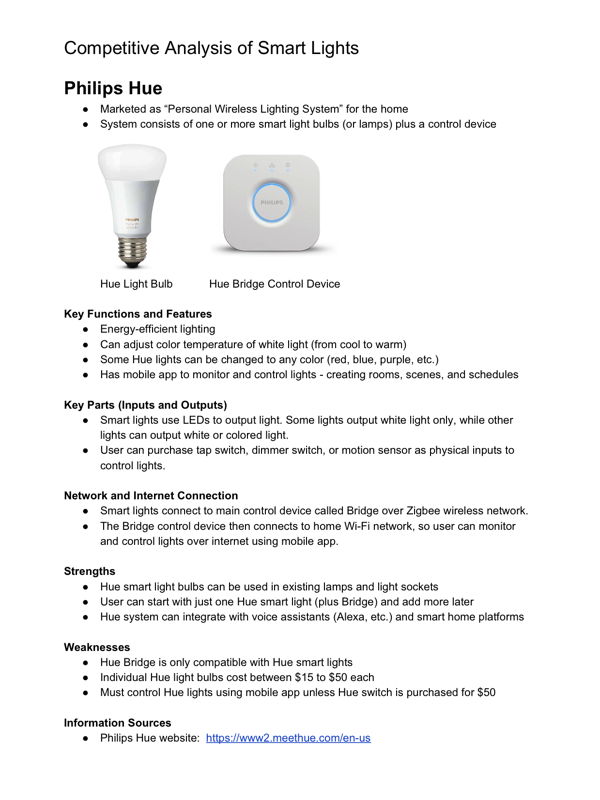 Competitive Analysis of Smart Lights
Philips Hue
● Marketed as “Personal Wireless Lighting System” for the home
● System consists of one or more smart light bulbs (or lamps) plus a control device
PHILIPS
PHILIPS
Hue Light Bulb
Hue Bridge Control Device
Key Functions and Features
● Energy-efficient lighting
● Can adjust color temperature of white light (from cool to warm)
● Some Hue lights can be changed to any color (red, blue, purple, etc.)
● Has mobile app to monitor and control lights - creating rooms, scenes, and schedules
Key Parts (Inputs and Outputs)
● Smart lights use LEDs to output light. Some lights output white light only, while other
lights can output white or colored light.
● User can purchase tap switch, dimmer switch, or motion sensor as physical inputs to
control lights.
Network and Internet Connection
● Smart lights connect to main control device called Bridge over Zigbee wireless network.
● The Bridge control device then connects to home Wi-Fi network, so user can monitor
and control lights over internet using mobile app.
Strengths
● Hue smart light bulbs can be used in existing lamps and light sockets
● User can start with just one Hue smart light (plus Bridge) and add more later
● Hue system can integrate with voice assistants (Alexa, etc.) and smart home platforms
Weaknesses
● Hue Bridge is only compatible with Hue smart lights
● Individual Hue light bulbs cost between $15 to $50 each
● Must control Hue lights using mobile app unless Hue switch is purchased for $50
Information Sources
● Philips Hue website: https://www2.meethue.com/en-us